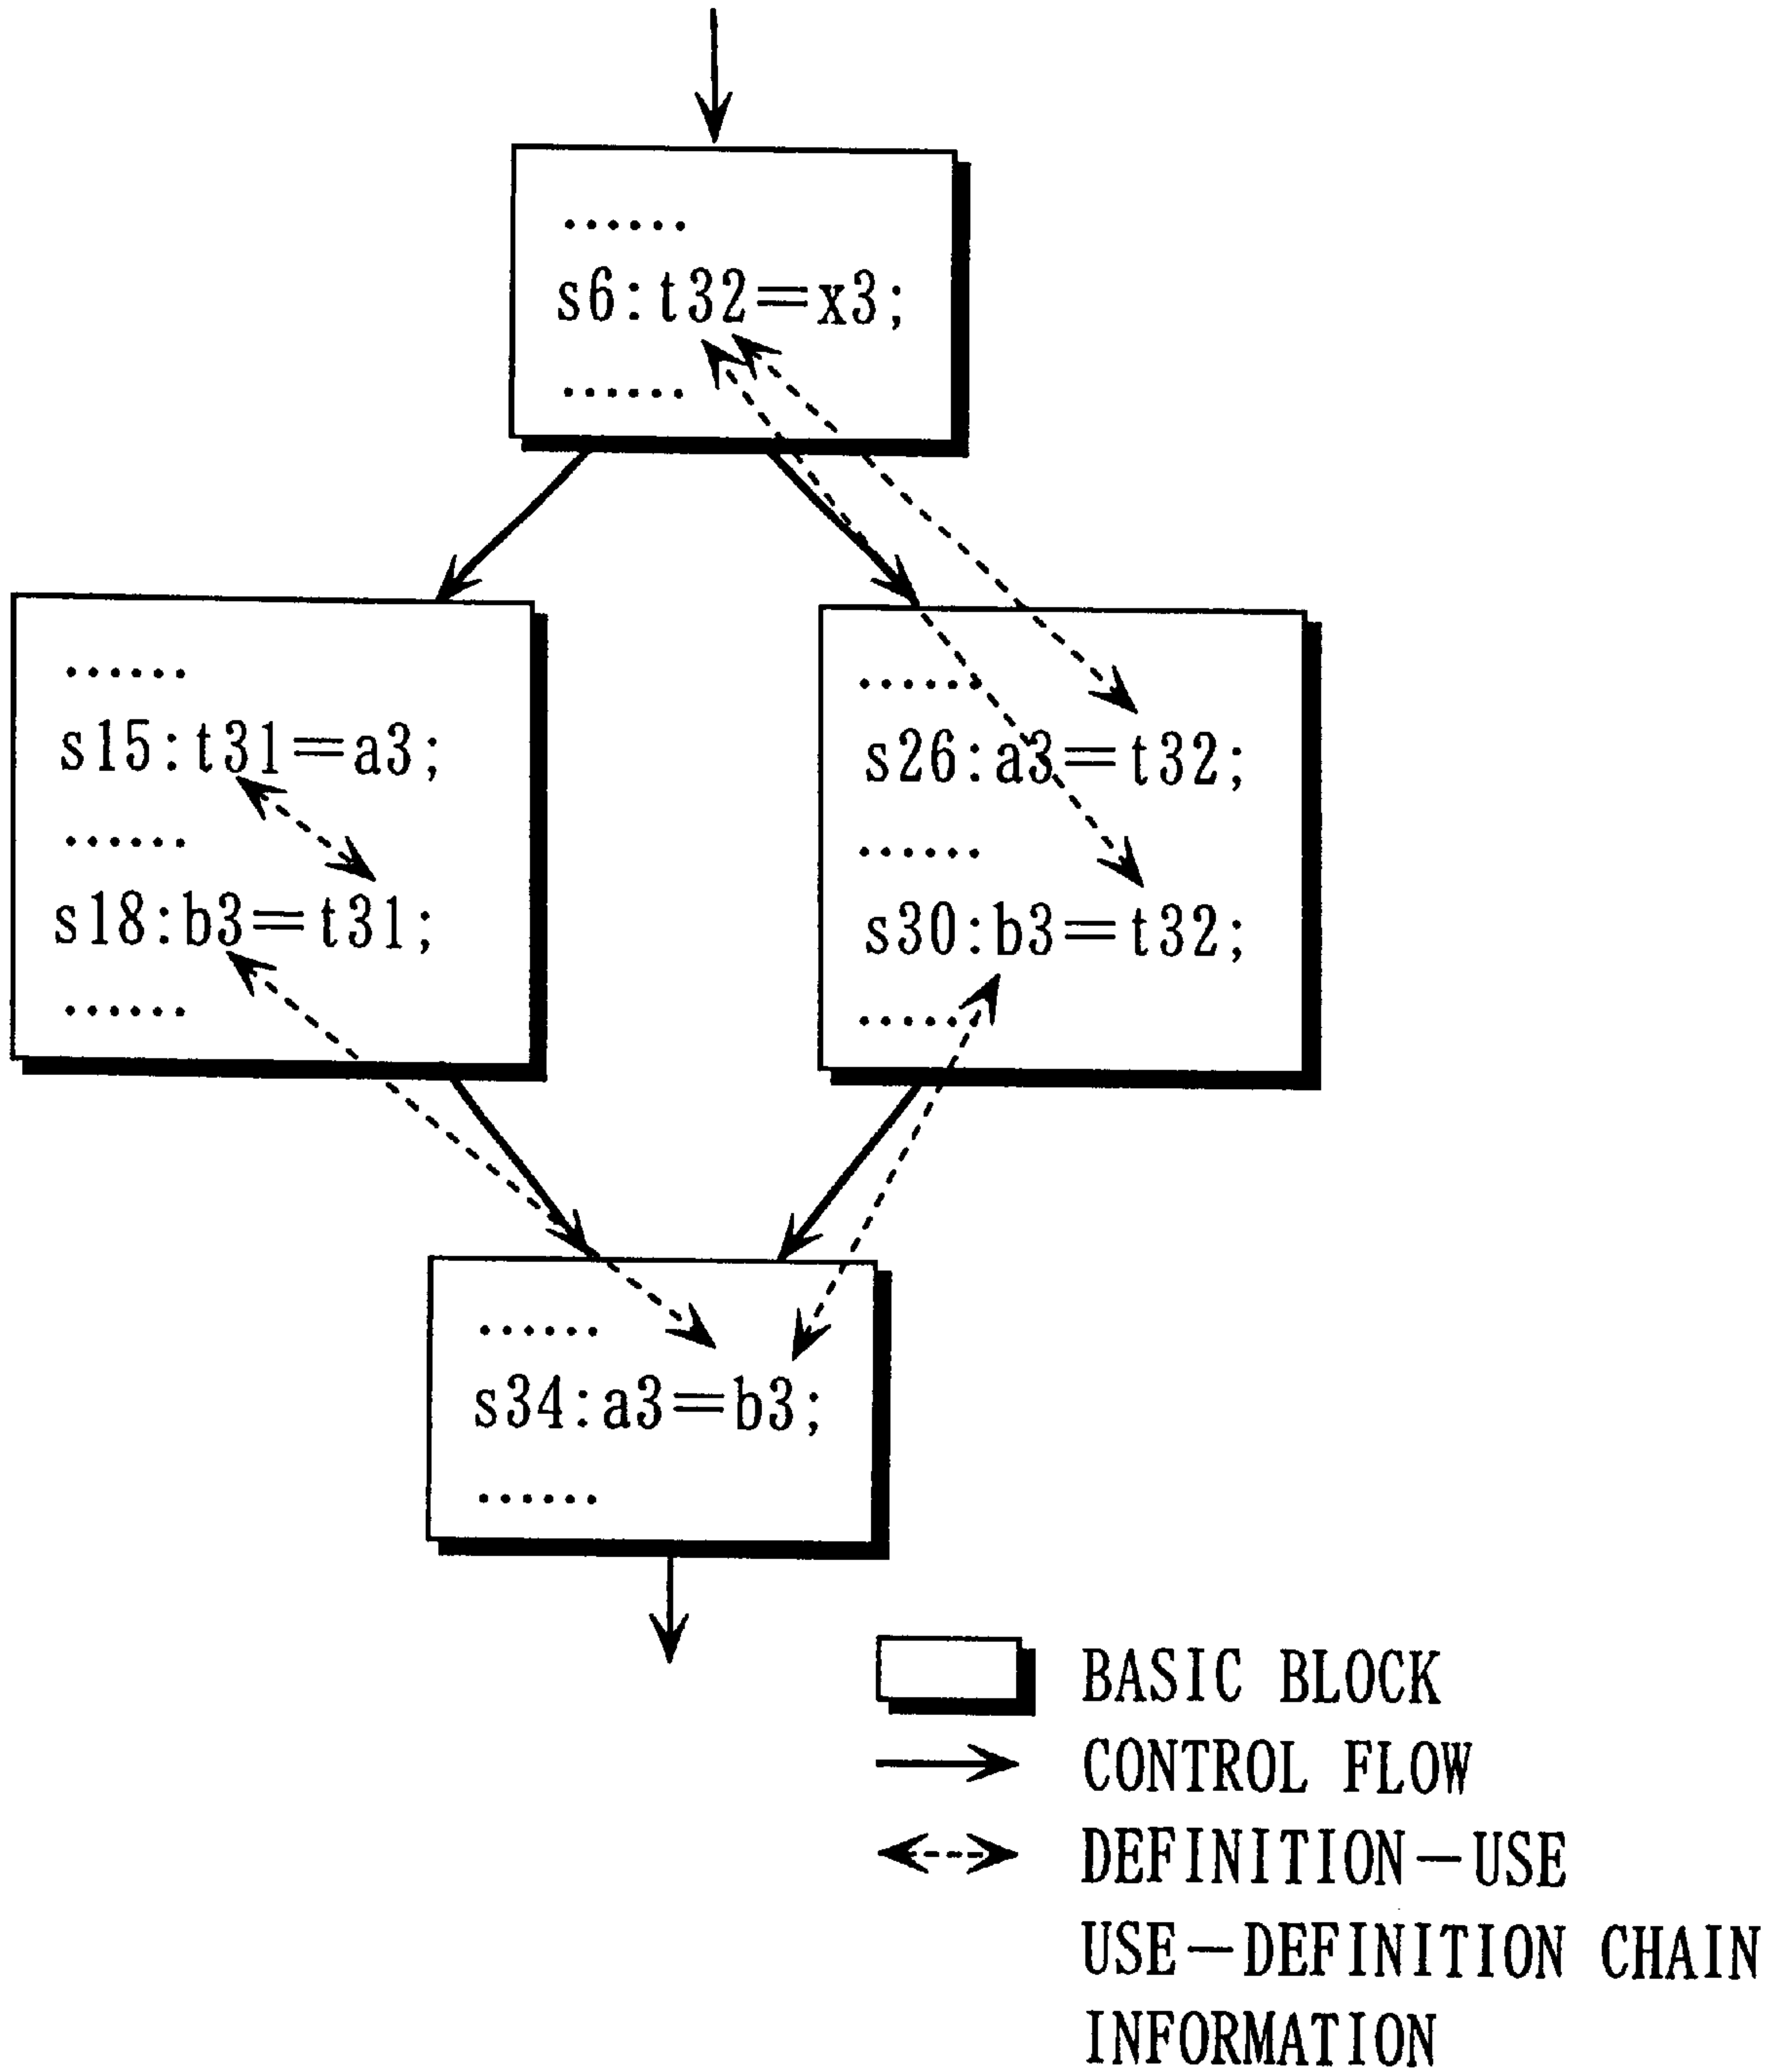 ......
s6:t32=x3;
......
......
s15:t31=a3;
......
s18:b3=t31;
......
......
s26:a3=t32;
......
s30:b3=t32;
......
......
s34:a3=b3;
......
BASIC BLOCK
CONTROL FLOW
DEFINITION—USE
USE—DEFINITION CHAIN
INFORMATION